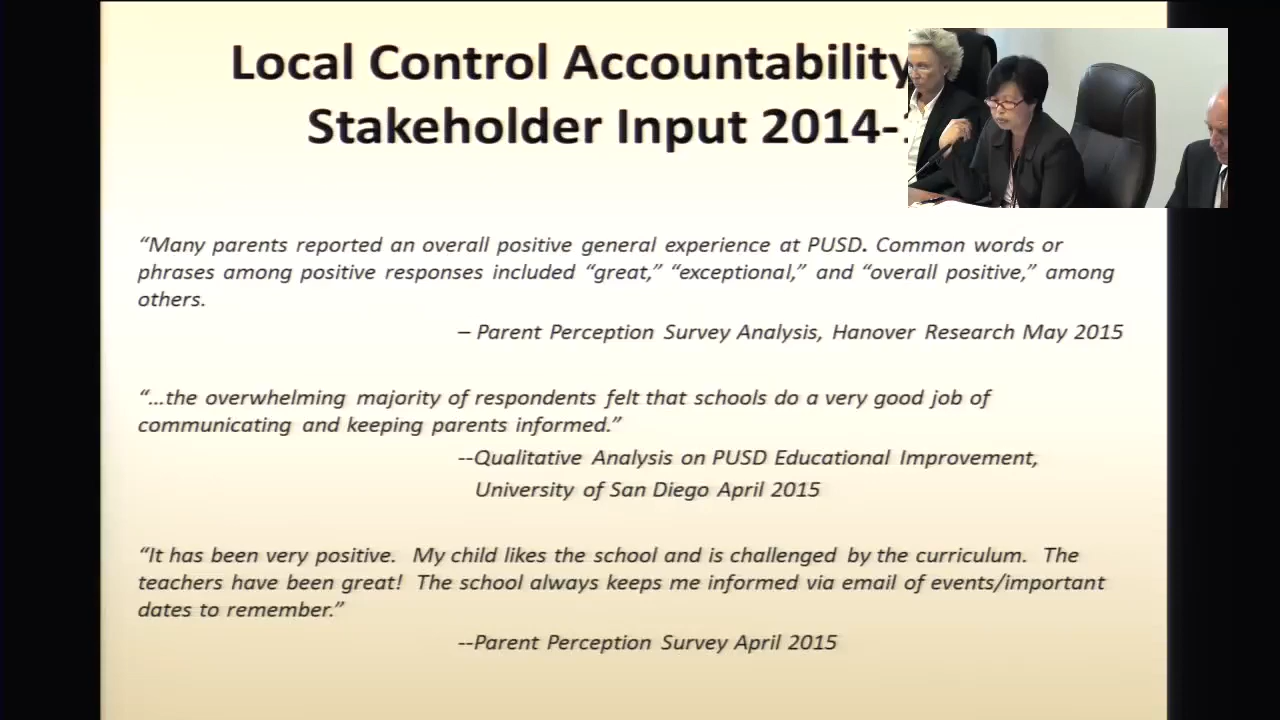 Local Control Accountability
Stakeholder Input 2014-
“Many parents reported an overall positive general experience at PUSD. Common words or
phrases among positive responses included “great,” “exceptional,” and “overall positive,” among
others.
– Parent Perception Survey Analysis, Hanover Research May 2015
“…the overwhelming majority of respondents felt that schools do a very good job of
communicating and keeping parents informed.”
--Qualitative Analysis on PUSD Educational Improvement,
University of San Diego April 2015
“It has been very positive.  My child likes the school and is challenged by the curriculum.  The
teachers have been great!  The school always keeps me informed via email of events/important
dates to remember.”
--Parent Perception Survey April 2015